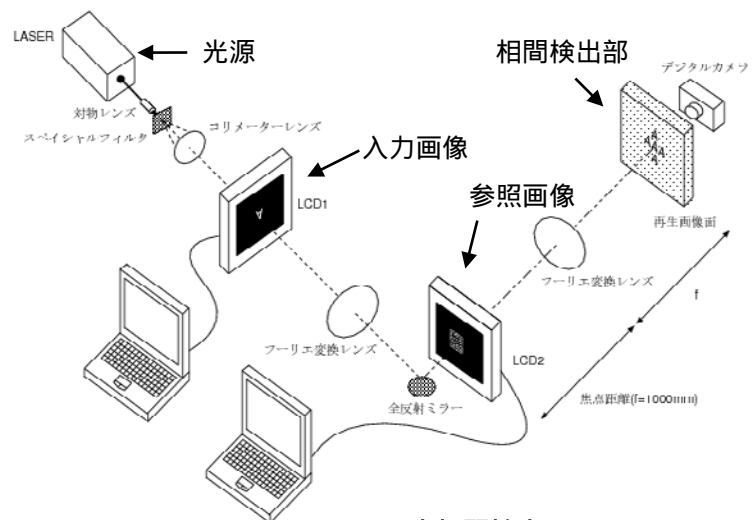 LASER
光源
対物レンズ
スペイシャルフィルタ
コリメーターレンズ
入力画像
LCD1
相間検出部
デジタルカメラ
参照画像
再生画像面
フーリエ変換レンズ
f
フーリエ変換レンズ
LCD2
全反射ミラー
焦点距離(f=1000mm)